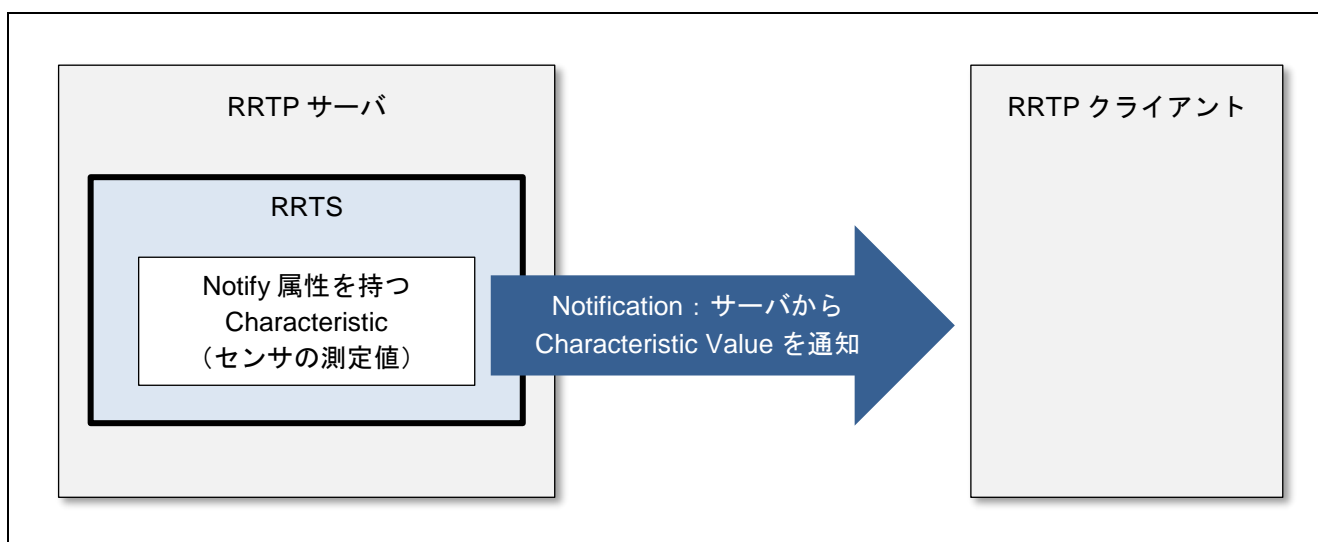 RRTP サーバ
RRTS
Notify 属性を持つ
Characteristic
（センサの測定値）
Notification：サーバから
Characteristic Value を通知
RRTP クライアント